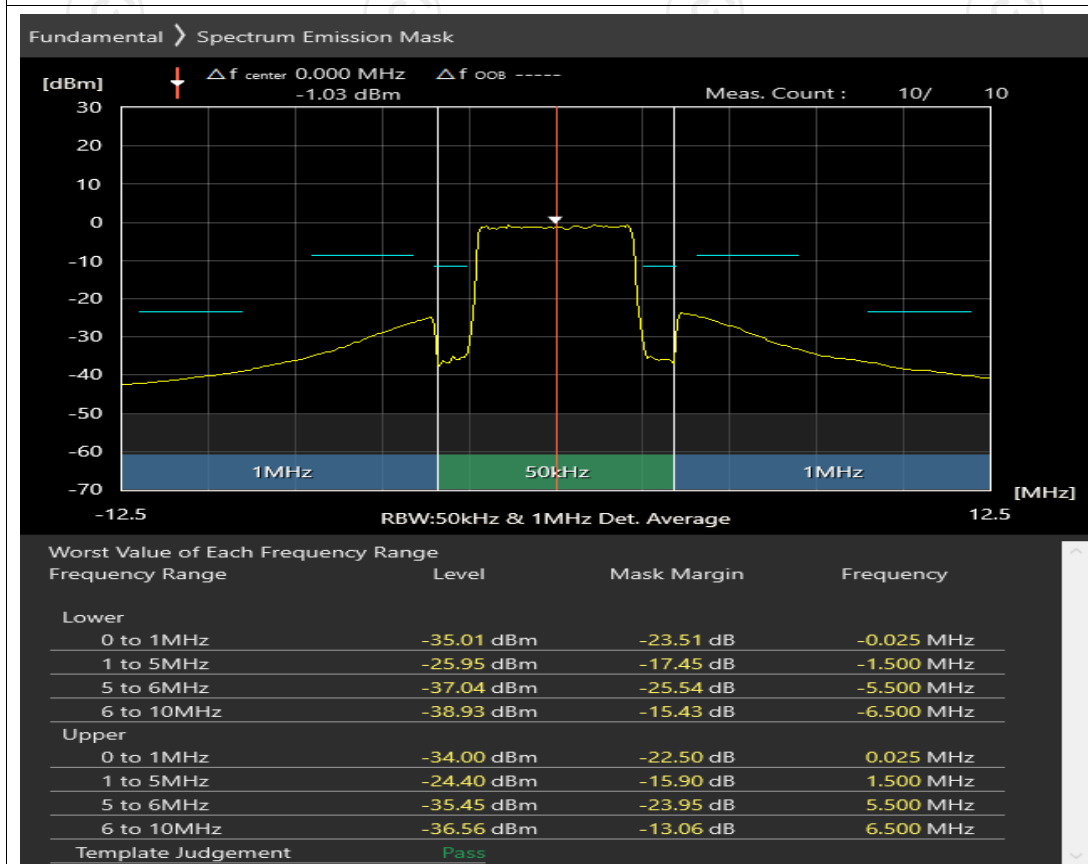 Fundamental ❯ Spectrum Emission Mask
[dBm] Δf center 0.000 MHz Δf OOB -----
-1.03 dBm Meas. Count : 10/ 10
30
20
10
0
-10
-20
-30
-40
-50
-60
1MHz 50kHz 1MHz
-70 [MHz]
-12.5 RBW:50kHz & 1MHz Det. Average 12.5
Worst Value of Each Frequency Range
Frequency Range Level Mask Margin Frequency
Lower
0 to 1MHz -35.01 dBm -23.51 dB -0.025 MHz
1 to 5MHz -25.95 dBm -17.45 dB -1.500 MHz
5 to 6MHz -37.04 dBm -25.54 dB -5.500 MHz
6 to 10MHz -38.93 dBm -15.43 dB -6.500 MHz
Upper
0 to 1MHz -34.00 dBm -22.50 dB 0.025 MHz
1 to 5MHz -24.40 dBm -15.90 dB 1.500 MHz
5 to 6MHz -35.45 dBm -23.95 dB 5.500 MHz
6 to 10MHz -36.56 dBm -13.06 dB 6.500 MHz
Template Judgement Pass